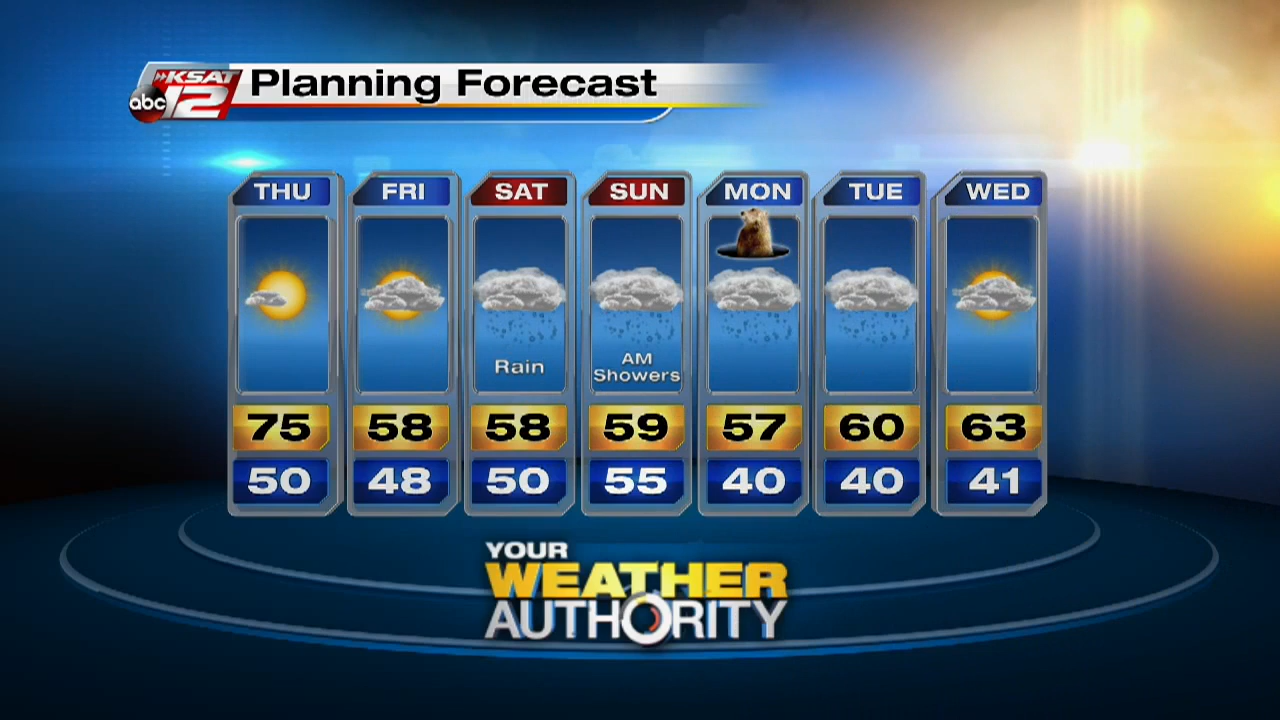 KSAT
abc 12
Planning Forecast
THU FRI SAT SUN MON TUE WED
Rain
AM
Showers
75 58 58 59 57 60 63
50 48 50 55 40 40 41
YOUR
WEATHER
AUTHORITY